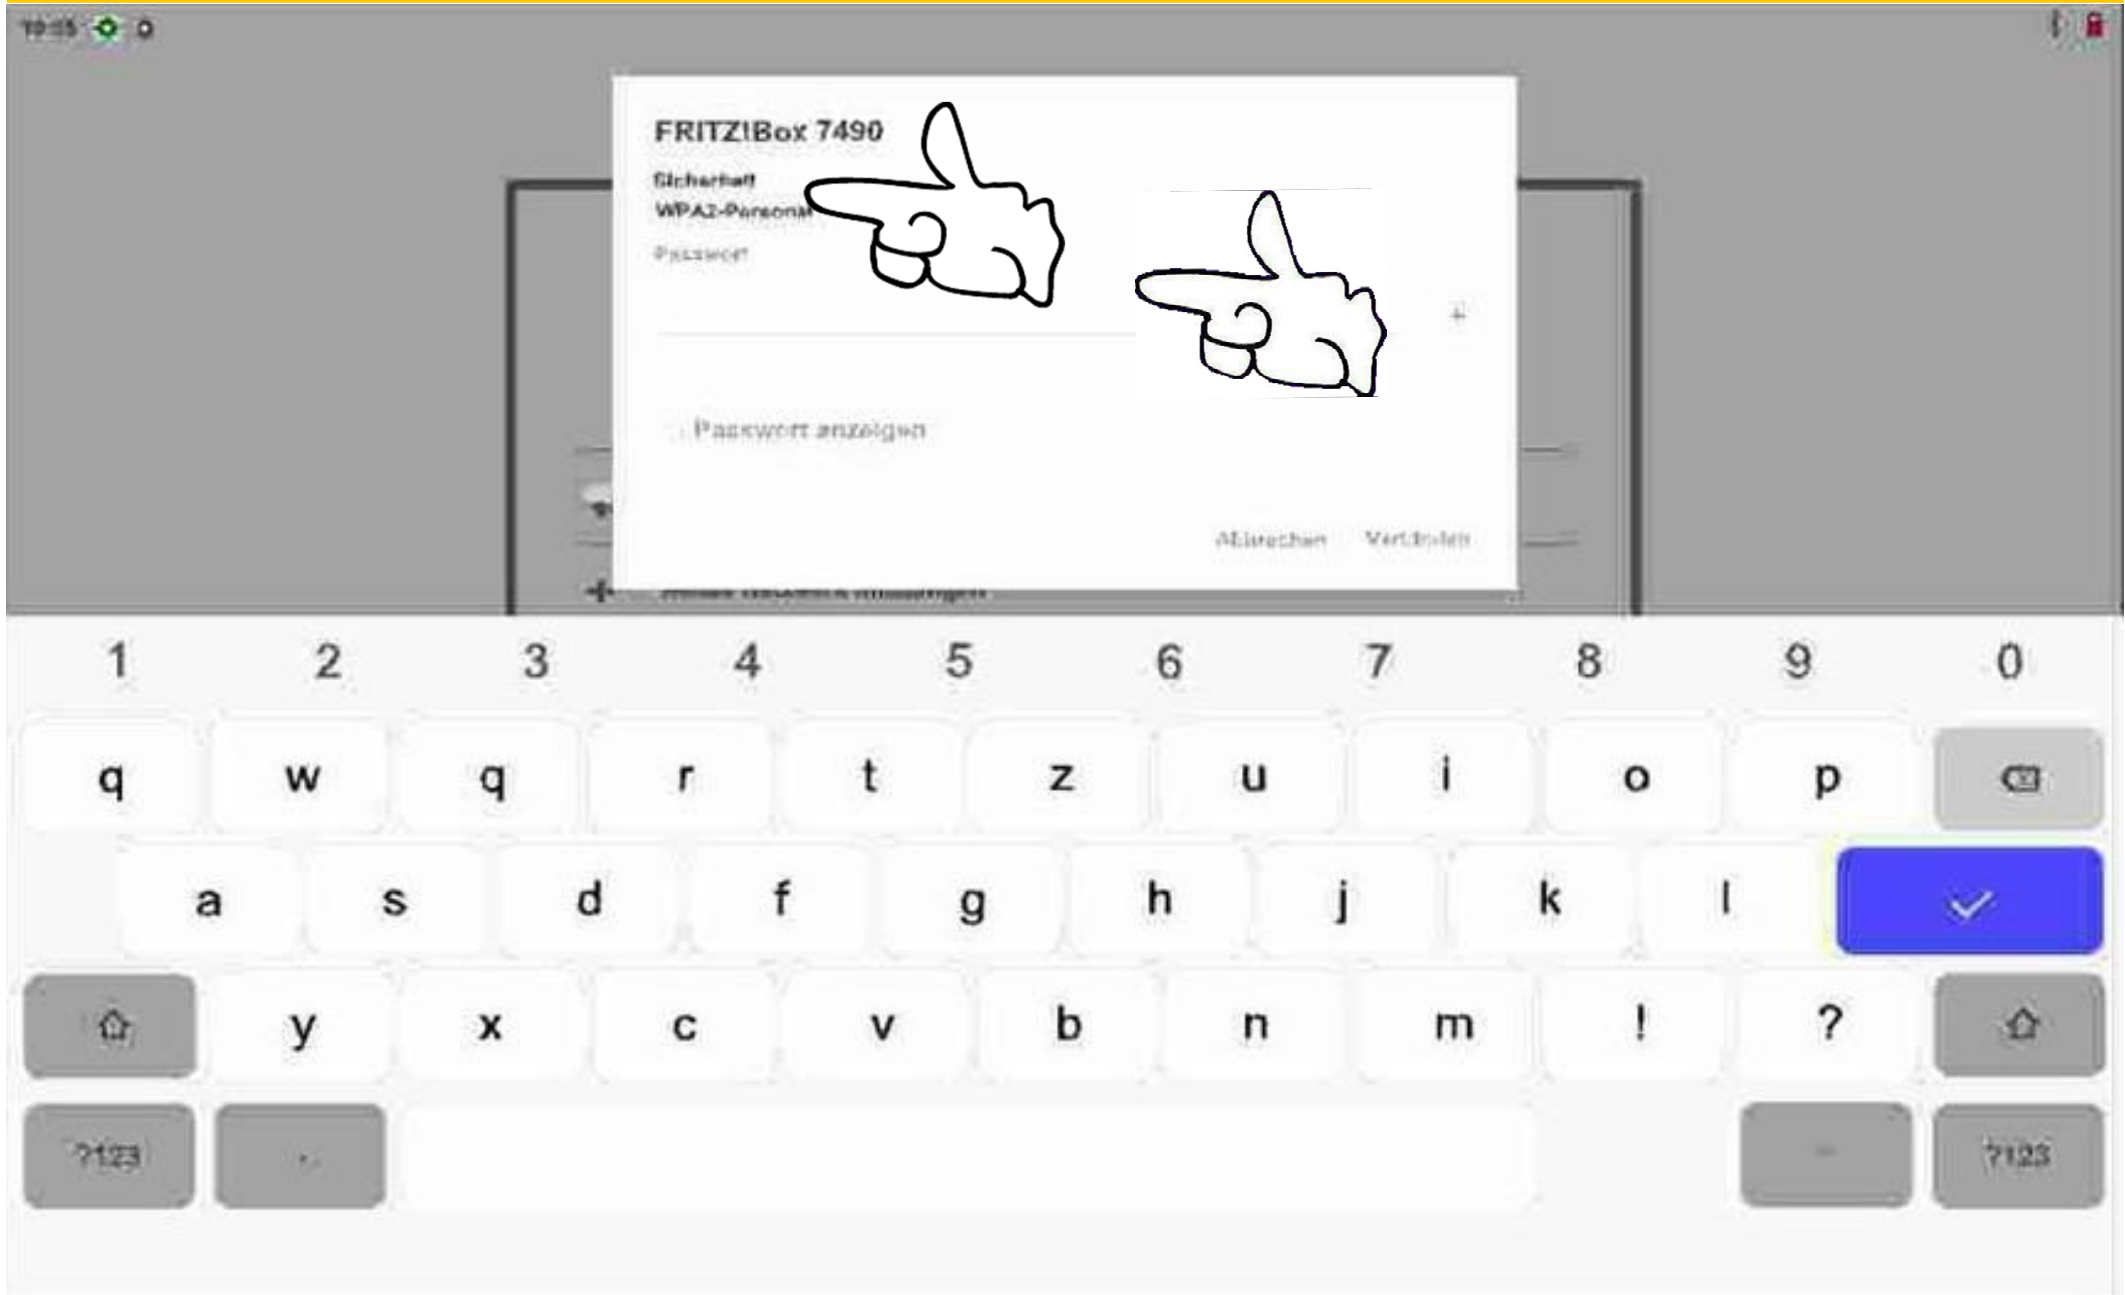 FRITZ!Box 7490
Sicherheit
WPA2-Personal
Passwort
+
Passwort anzeigen
Abbrechen Verbinden
1 2 3 4 5 6 7 8 9 0
q w q r t z u i o p
a s d f g h j k l
y x c v b n m ! ?
?123 ?123